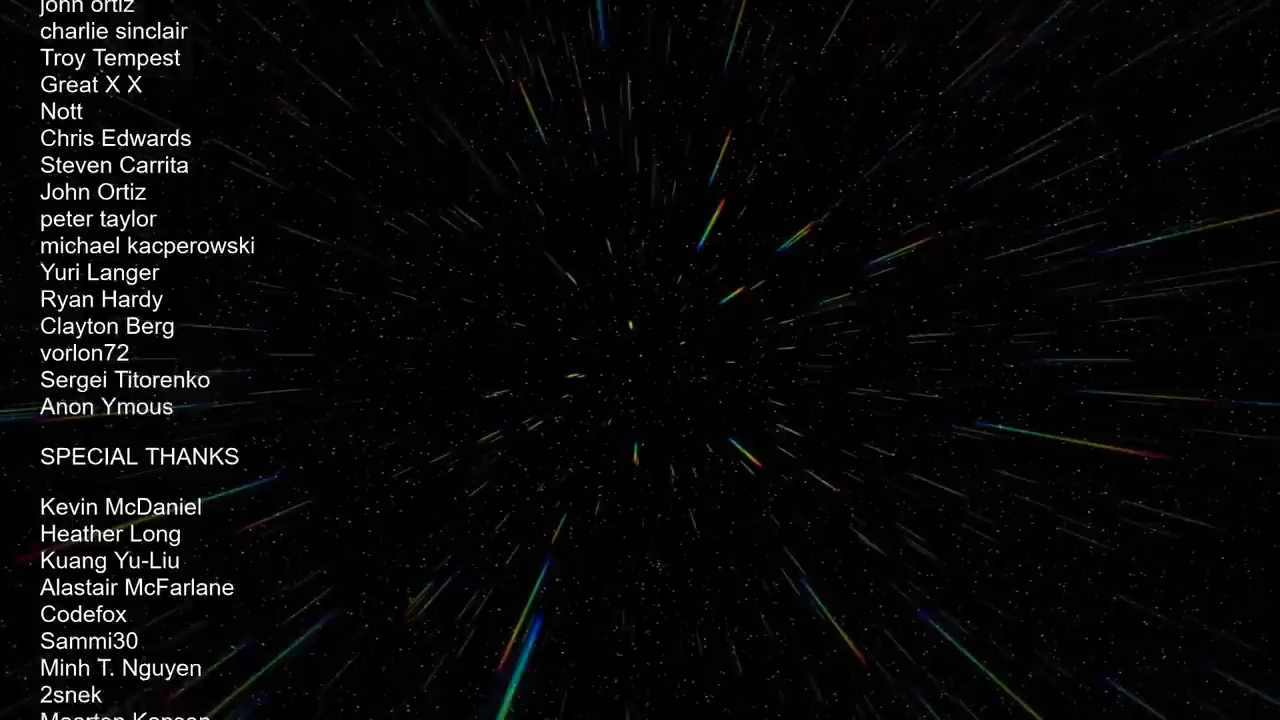 john ortiz
charlie sinclair
Troy Tempest
Great X X
Nott
Chris Edwards
Steven Carrita
John Ortiz
peter taylor
michael kacperowski
Yuri Langer
Ryan Hardy
Clayton Berg
vorlon72
Sergei Titorenko
Anon Ymous
SPECIAL THANKS
Kevin McDaniel
Heather Long
Kuang Yu-Liu
Alastair McFarlane
Codefox
Sammi30
Minh T. Nguyen
2snek